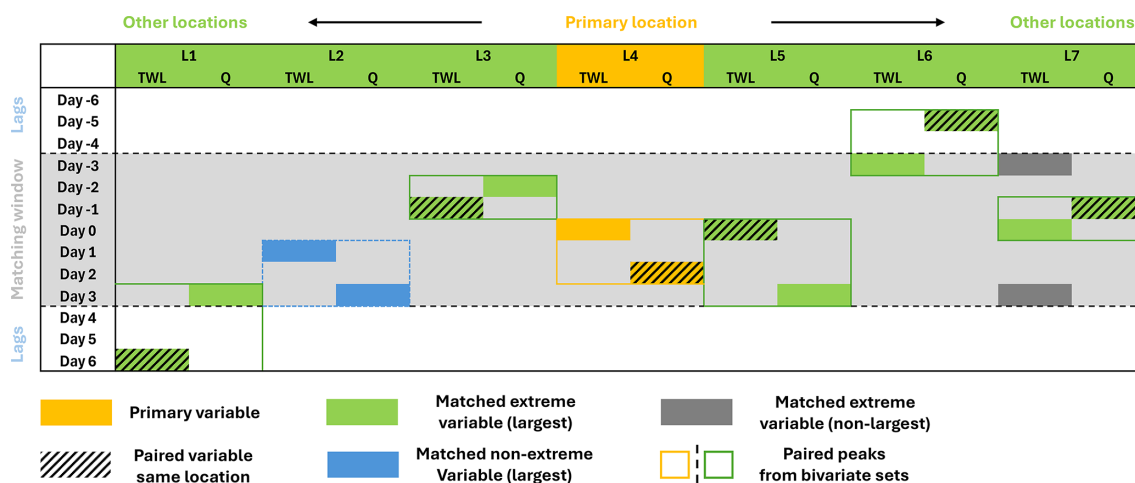 Other locations Primary location Other locations
L1 L2 L3 L4 L5 L6 L7
TWL Q TWL Q TWL Q TWL Q TWL Q TWL Q TWL Q
Lags
Day -6
Day -5
Day -4
Matching window
Day -3
Day -2
Day -1
Day 0
Day 1
Day 2
Day 3
Lags
Day 4
Day 5
Day 6
Primary variable
Matched extreme
variable (largest)
Matched extreme
variable (non-largest)
Paired variable
same location
Matched non-extreme
Variable (largest)
Paired peaks
from bivariate sets